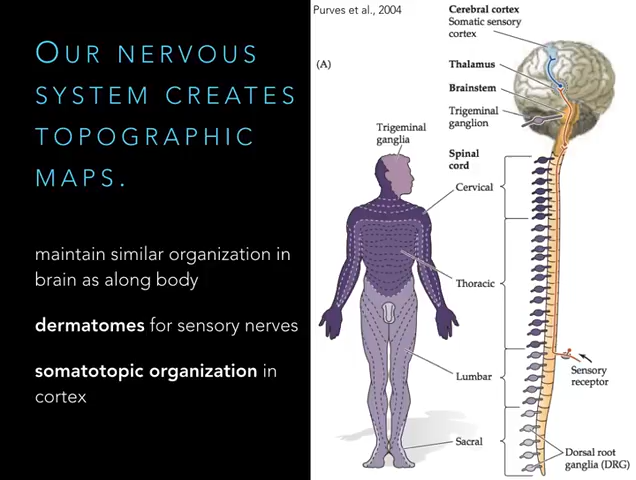 OUR NERVOUS
SYSTEM CREATES
TOPOGRAPHIC
MAPS.
maintain similar organization in
brain as along body
dermatomes for sensory nerves
somatotopic organization in
cortex
Purves et al., 2004
(A)
Cerebral cortex
Somatic sensory
cortex
Thalamus
Brainstem
Trigeminal
ganglion
Trigeminal
ganglia
Spinal
cord
Cervical
Thoracic
Lumbar
Sacral
Sensory
receptor
Dorsal root
ganglia (DRG)